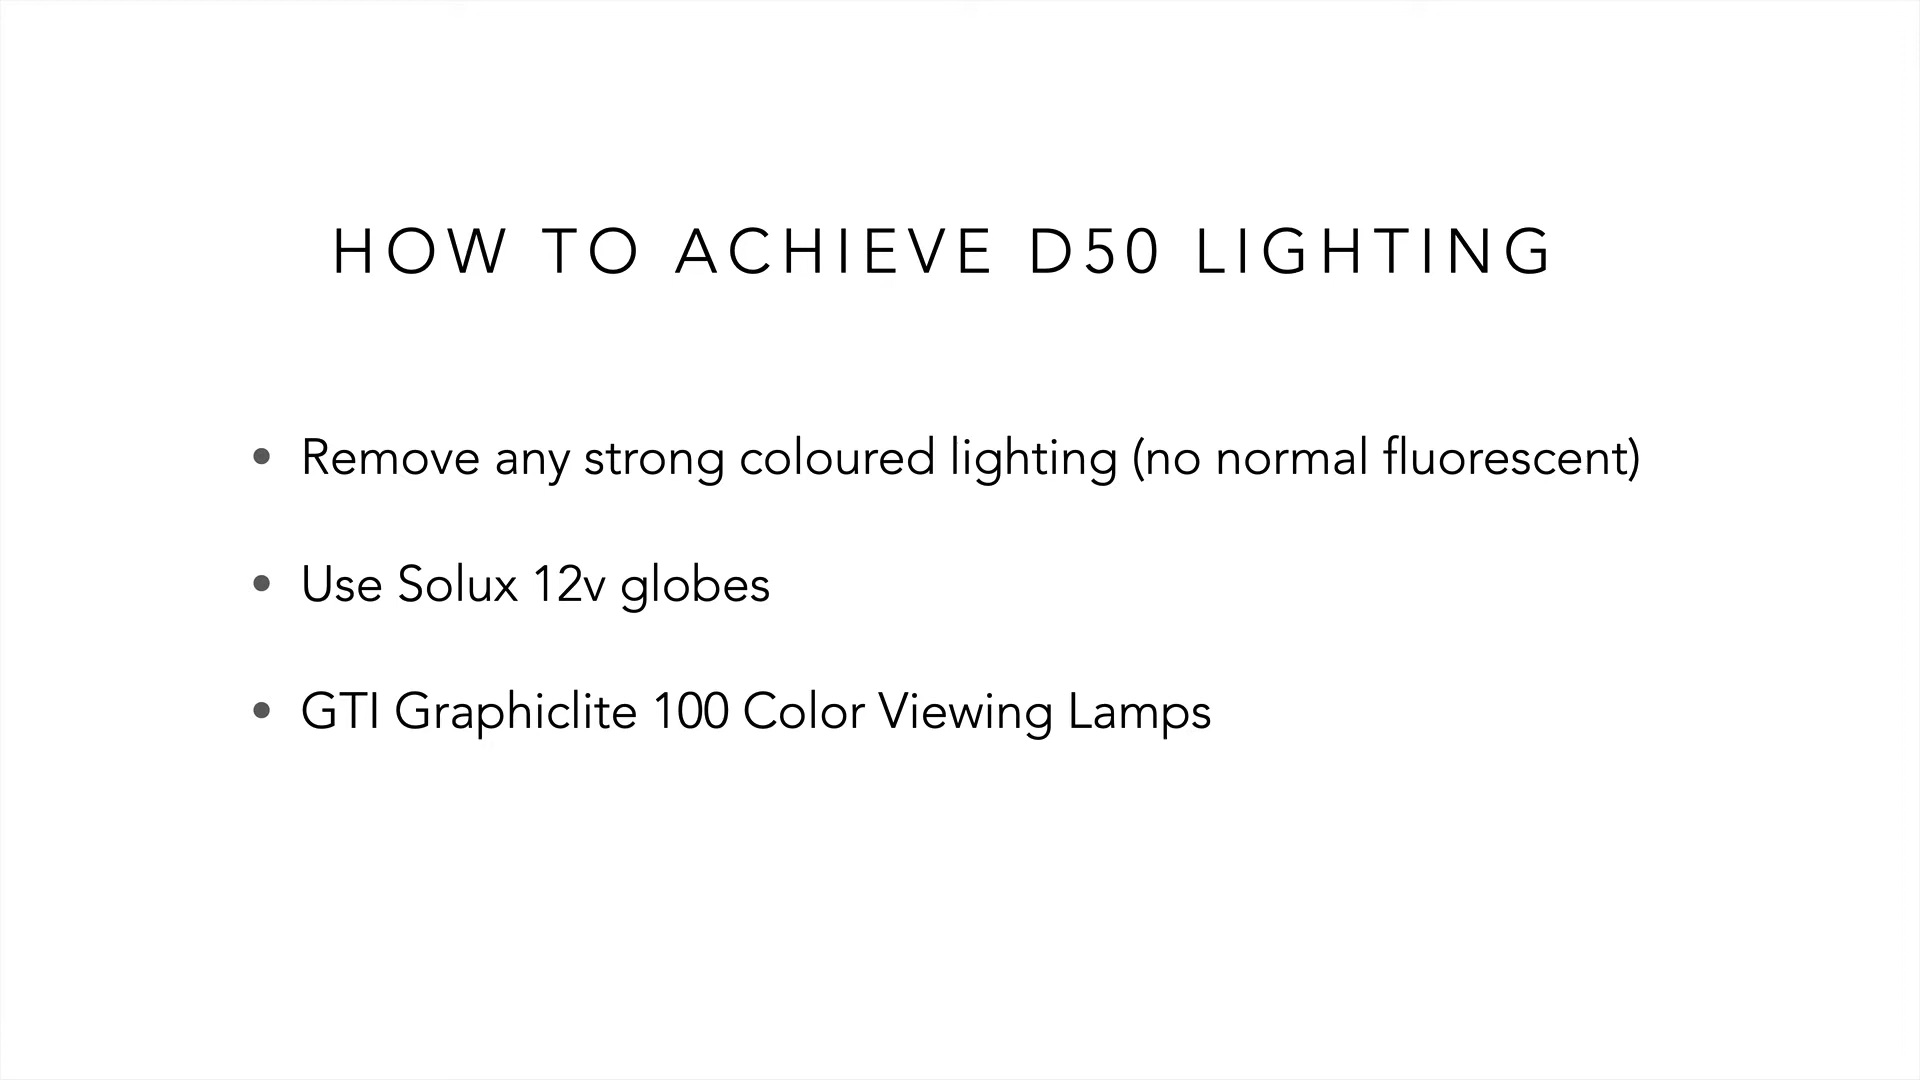 HOW TO ACHIEVE D50 LIGHTING
• Remove any strong coloured lighting (no normal fluorescent)
• Use Solux 12v globes
• GTI Graphiclite 100 Color Viewing Lamps